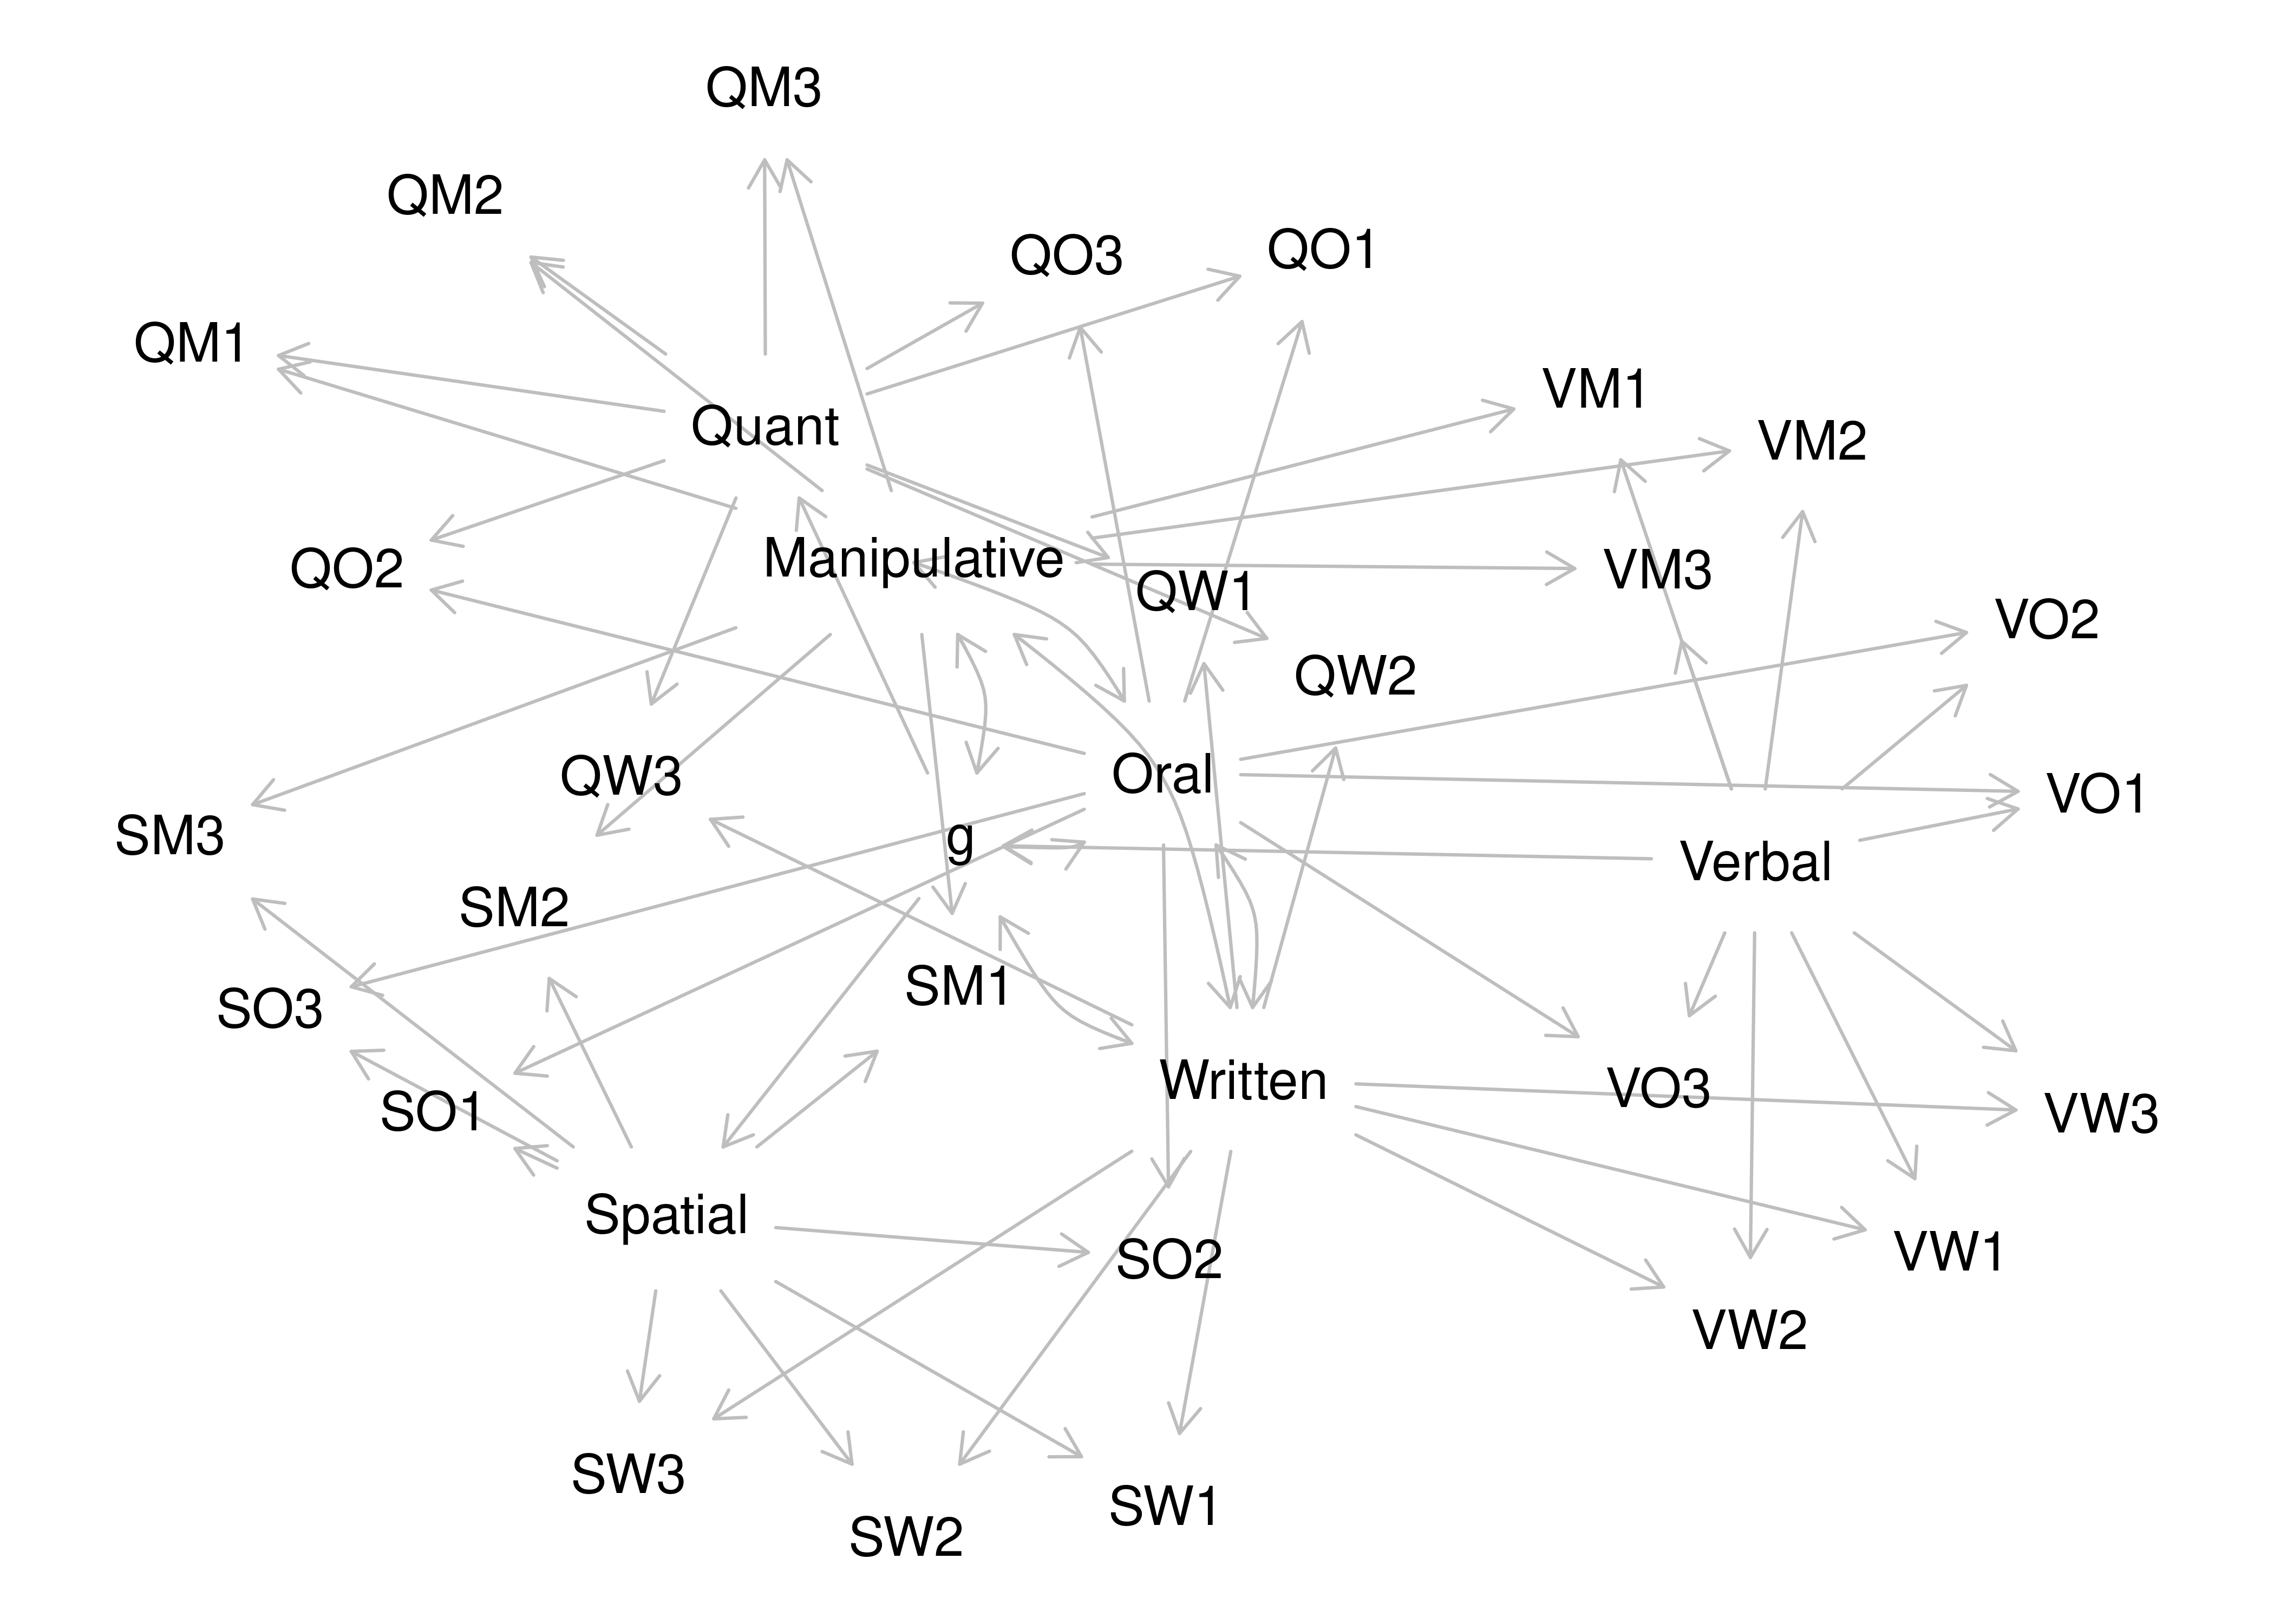 QM3
QM2
QO3
QO1
QM1
VM1
Quant
VM2
Manipulative
QO2
VM3
QW1
VO2
QW2
Oral
QW3
VO1
SM3
g
Verbal
SM2
SM1
SO3
Written
VO3
SO1
VW3
Spatial
SO2
VW1
VW2
SW3
SW1
SW2